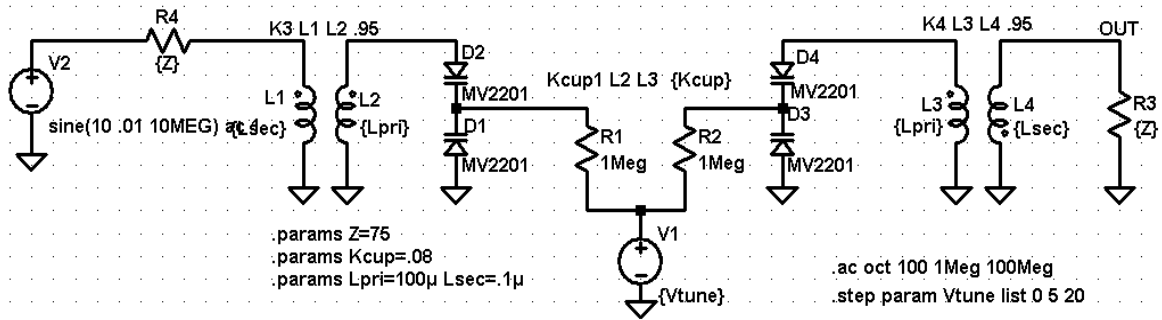 R4
K3 L1 L2 .95
K4 L3 L4 .95
OUT
V2
{Z}
D2
D4
Kcup1 L2 L3 {Kcup}
MV2201
MV2201
L1
L2
L3
L4
R3
D1
D3
sine(10 .01 10MEG)
{Lsec}
{Lpri}
{Lpri}
{Lsec}
{Z}
R1
R2
MV2201
1Meg
1Meg
MV2201
V1
.params Z=75
.params Kcup=.08
.params Lpri=100µ Lsec=.1µ
{Vtune}
.ac oct 100 1Meg 100Meg
.step param Vtune list 0 5 20